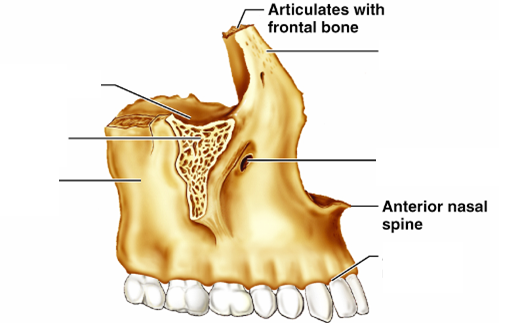 Articulates with
frontal bone
Anterior nasal
spine